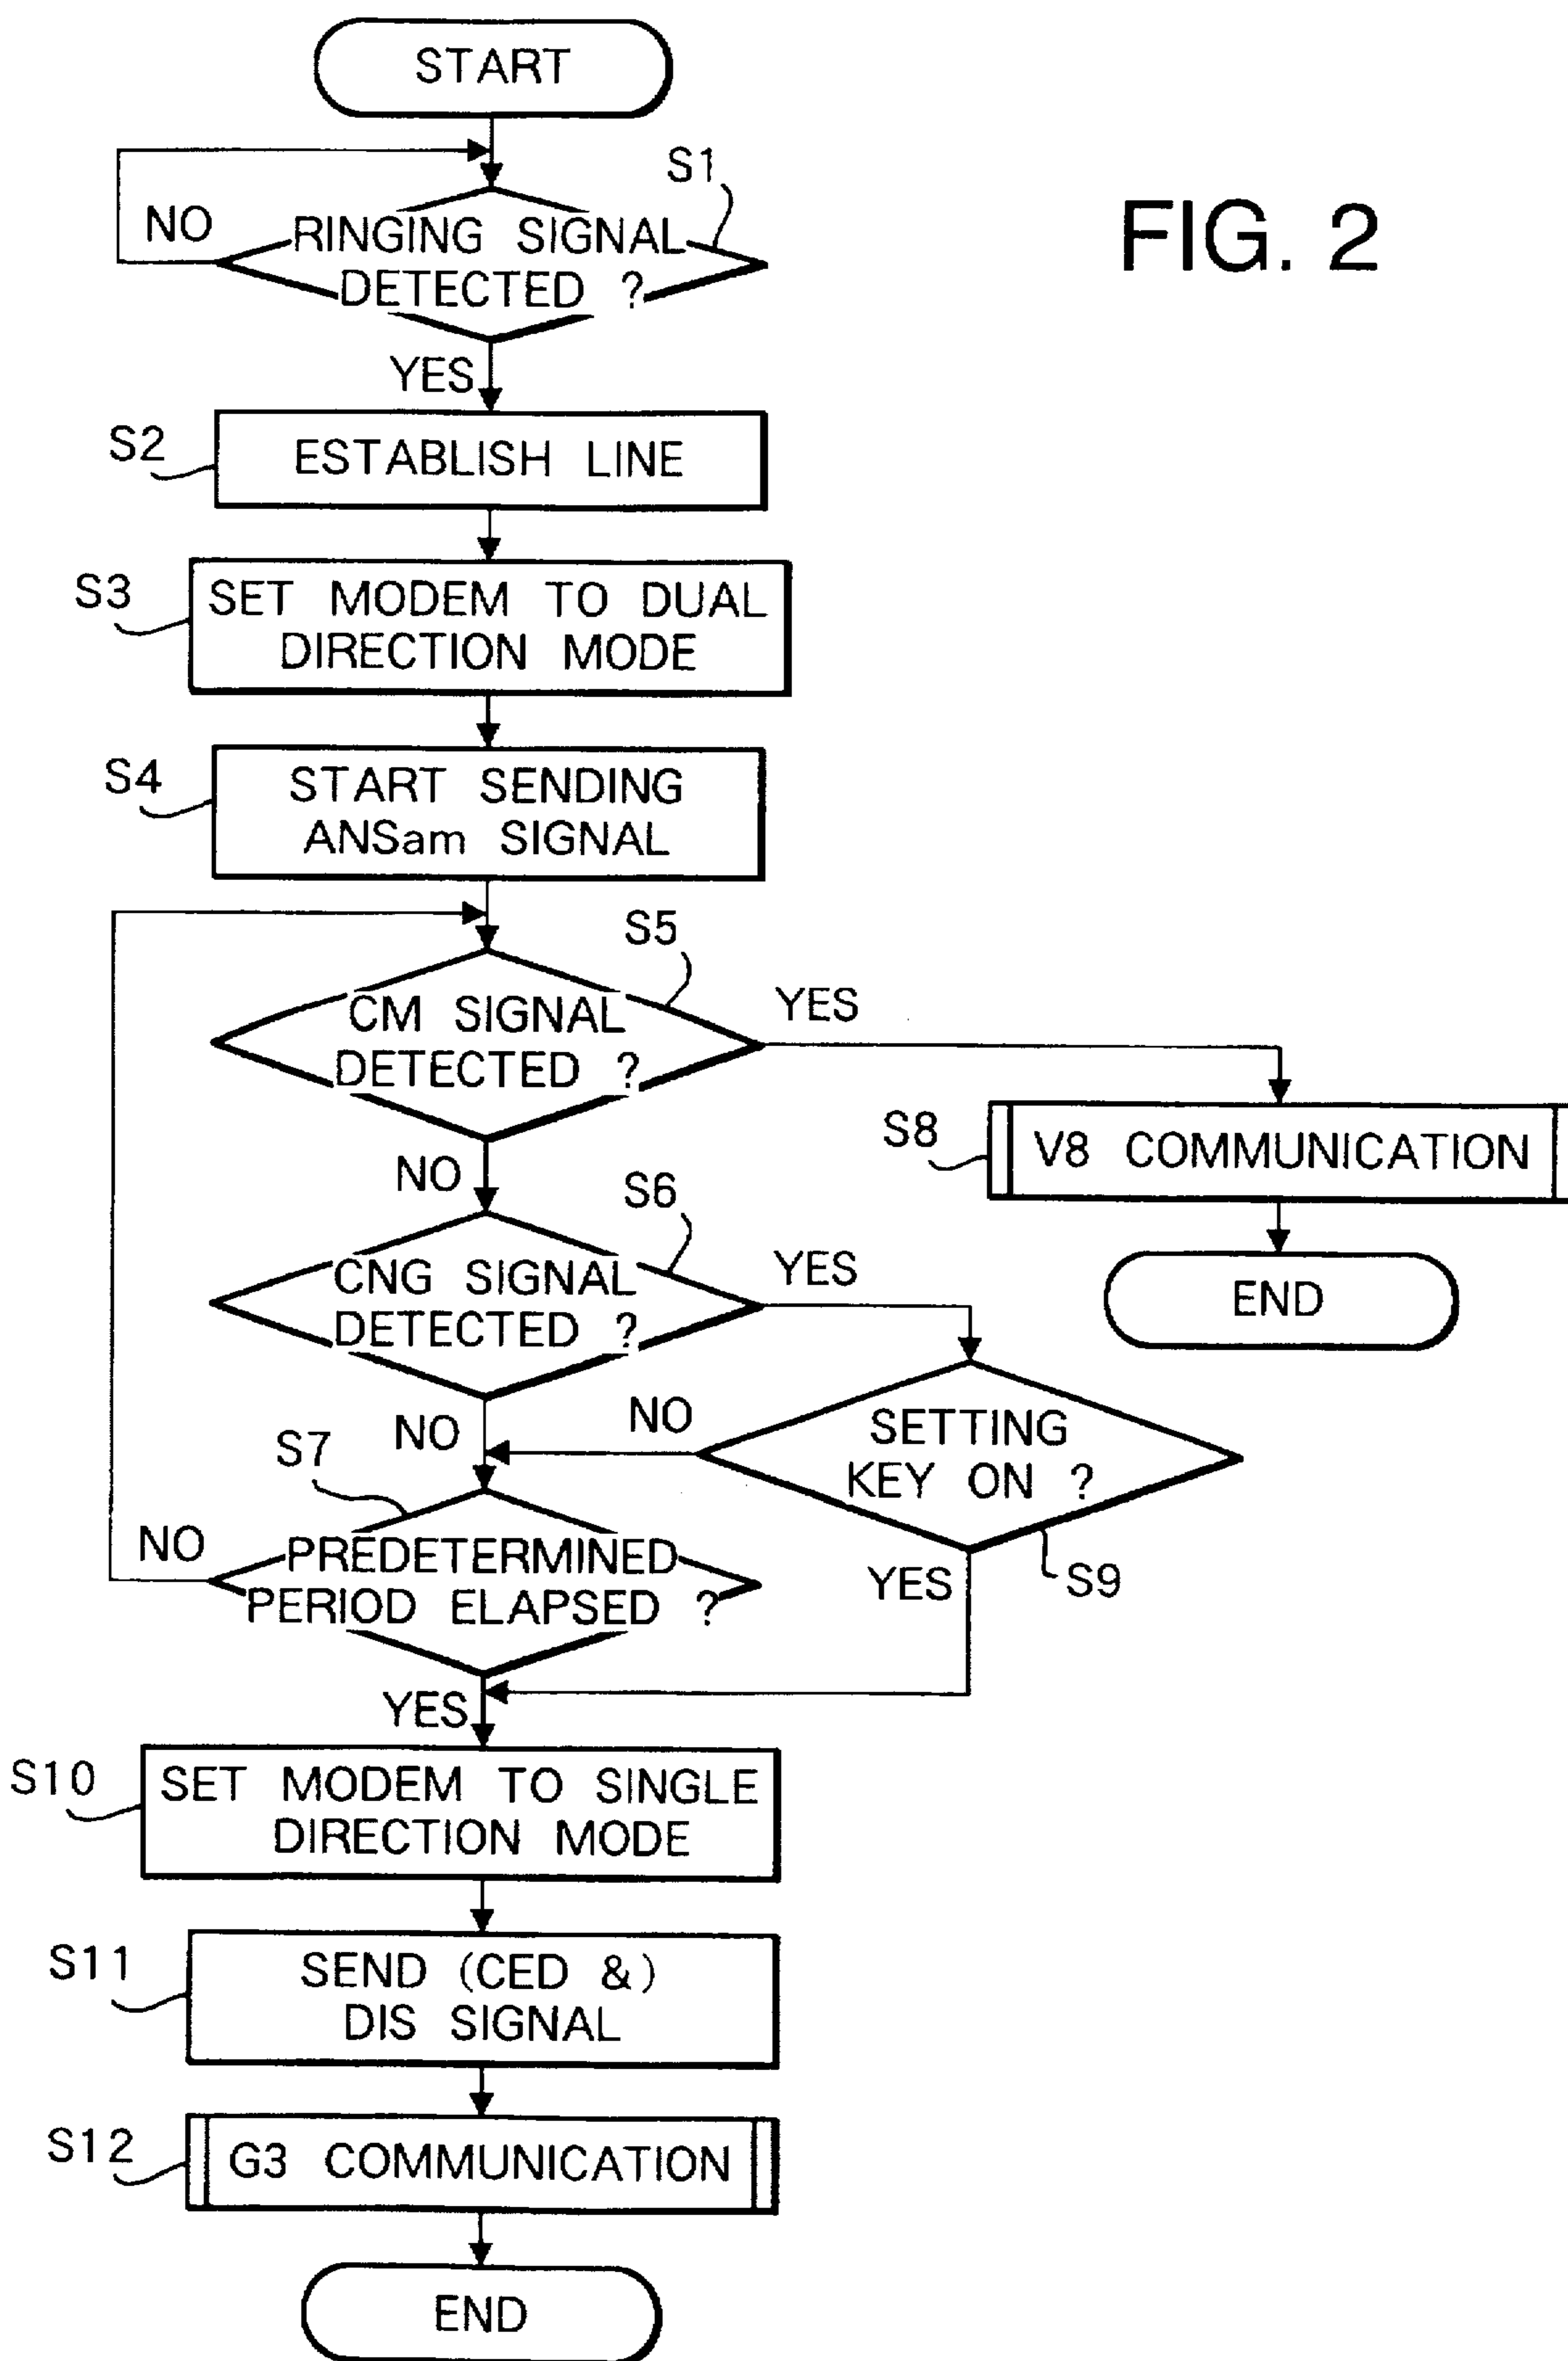 START
FIG. 2
S1
NO
RINGING SIGNAL
DETECTED ?
YES
S2
ESTABLISH LINE
S3
SET MODEM TO DUAL
DIRECTION MODE
S4
START SENDING
ANSam SIGNAL
S5
CM SIGNAL
DETECTED ?
YES
NO
S8
V8 COMMUNICATION
END
S6
CNG SIGNAL
DETECTED ?
YES
NO
NO
SETTING
KEY ON ?
S9
YES
S7
NO
PREDETERMINED
PERIOD ELAPSED ?
YES
S10
SET MODEM TO SINGLE
DIRECTION MODE
S11
SEND (CED &)
DIS SIGNAL
S12
G3 COMMUNICATION
END